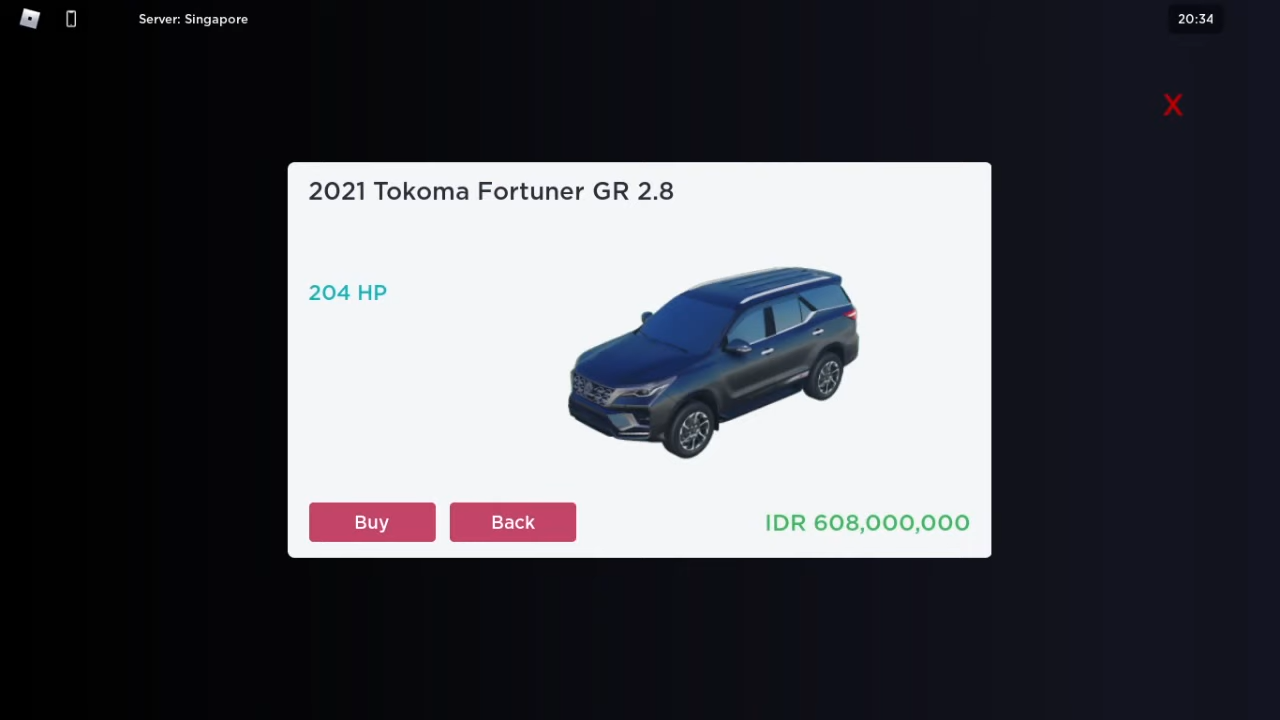 Server: Singapore
20:34
X
2021 Tokoma Fortuner GR 2.8
204 HP
Buy
Back
IDR 608,000,000